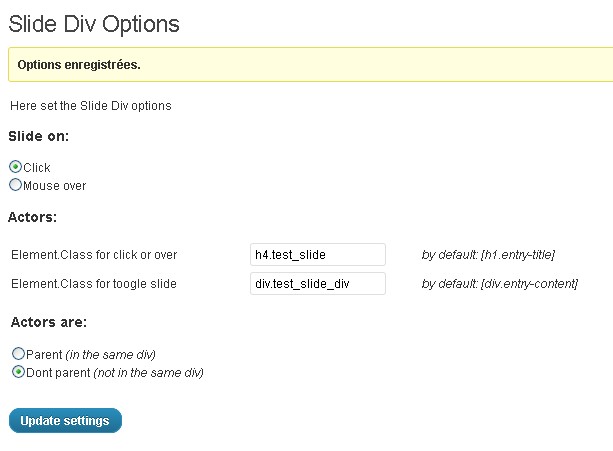 Slide Div Options
Options enregistrées.
Here set the Slide Div options
Slide on:
Click
Mouse over
Actors:
Element.Class for click or over h4.test_slide by default: [h1.entry-title]
Element.Class for toogle slide div.test_slide_div by default: [div.entry-content]
Actors are:
Parent (in the same div)
Dont parent (not in the same div)
Update settings